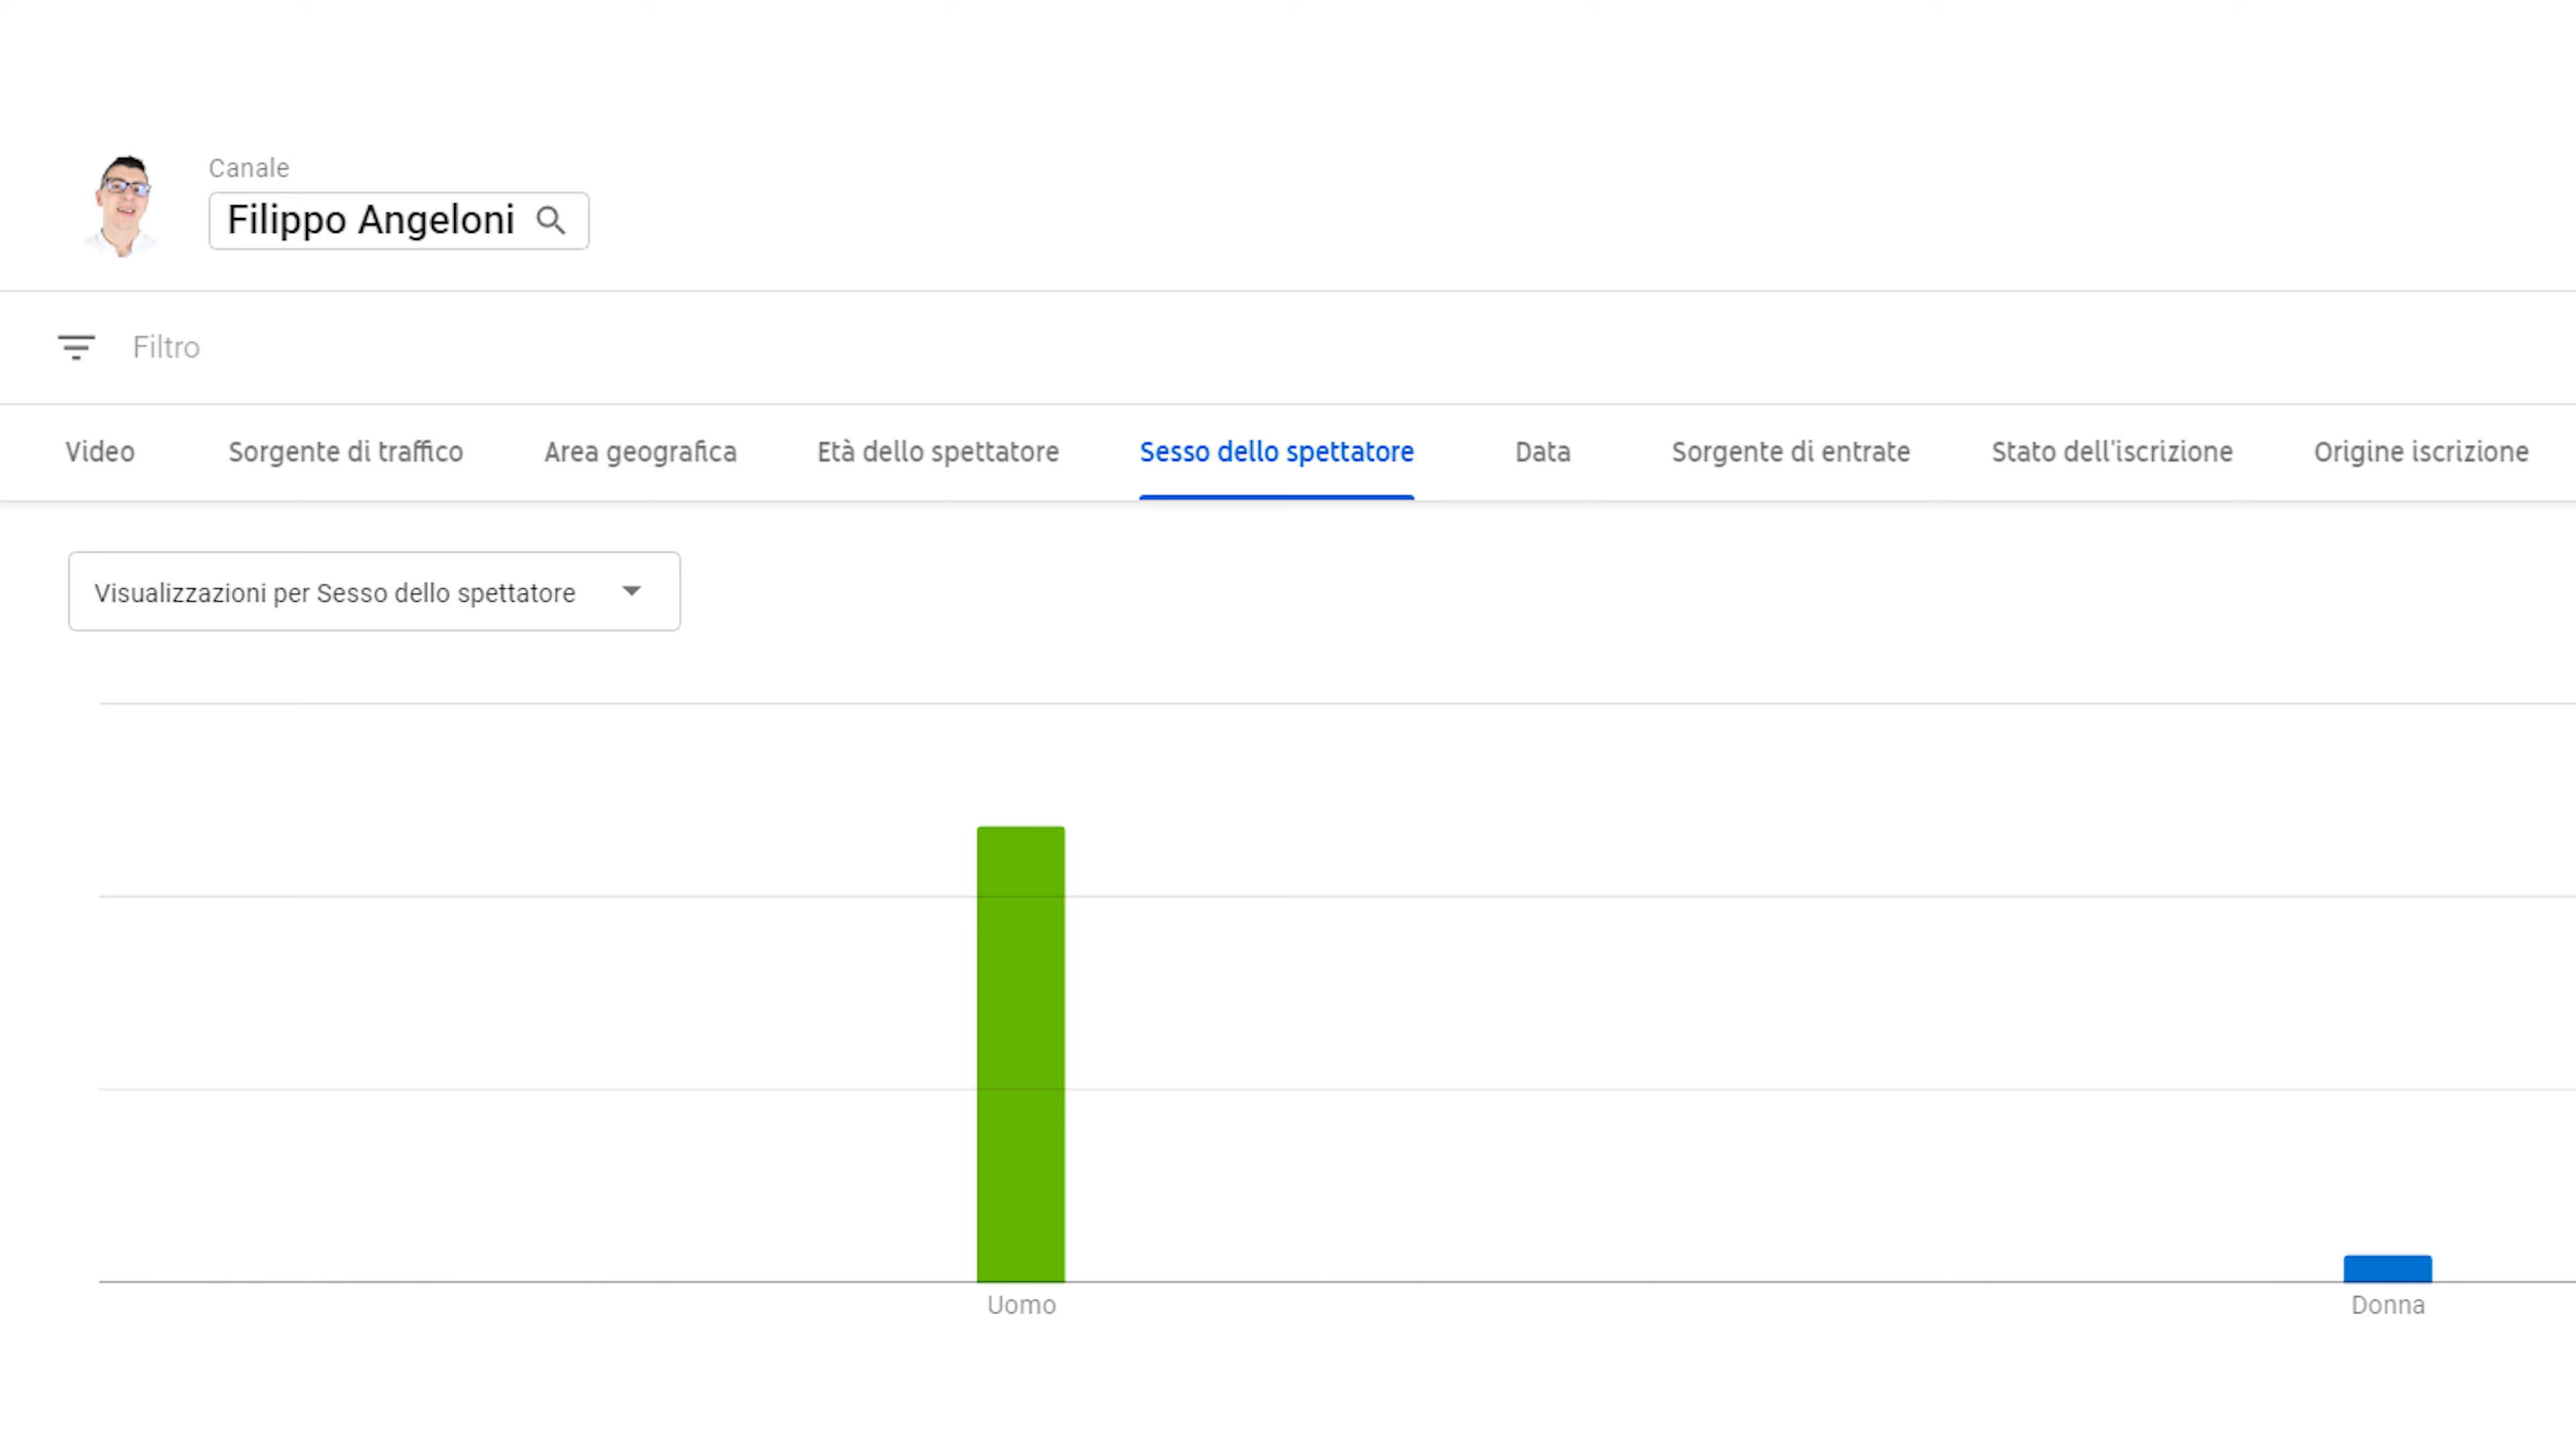 Canale
Filippo Angeloni
Filtro
Video Sorgente di traffico Area geografica Età dello spettatore Sesso dello spettatore Data Sorgente di entrate Stato dell'iscrizione Origine iscrizione
Visualizzazioni per Sesso dello spettatore
Uomo Donna